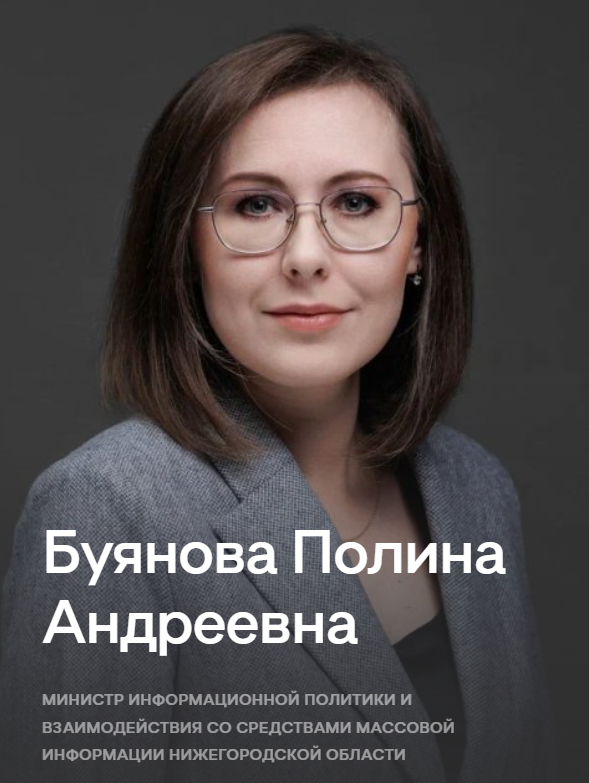 Буянова Полина
Андреевна
МИНИСТР ИНФОРМАЦИОННОЙ ПОЛИТИКИ И
ВЗАИМОДЕЙСТВИЯ СО СРЕДСТВАМИ МАССОВОЙ
ИНФОРМАЦИИ НИЖЕГОРОДСКОЙ ОБЛАСТИ